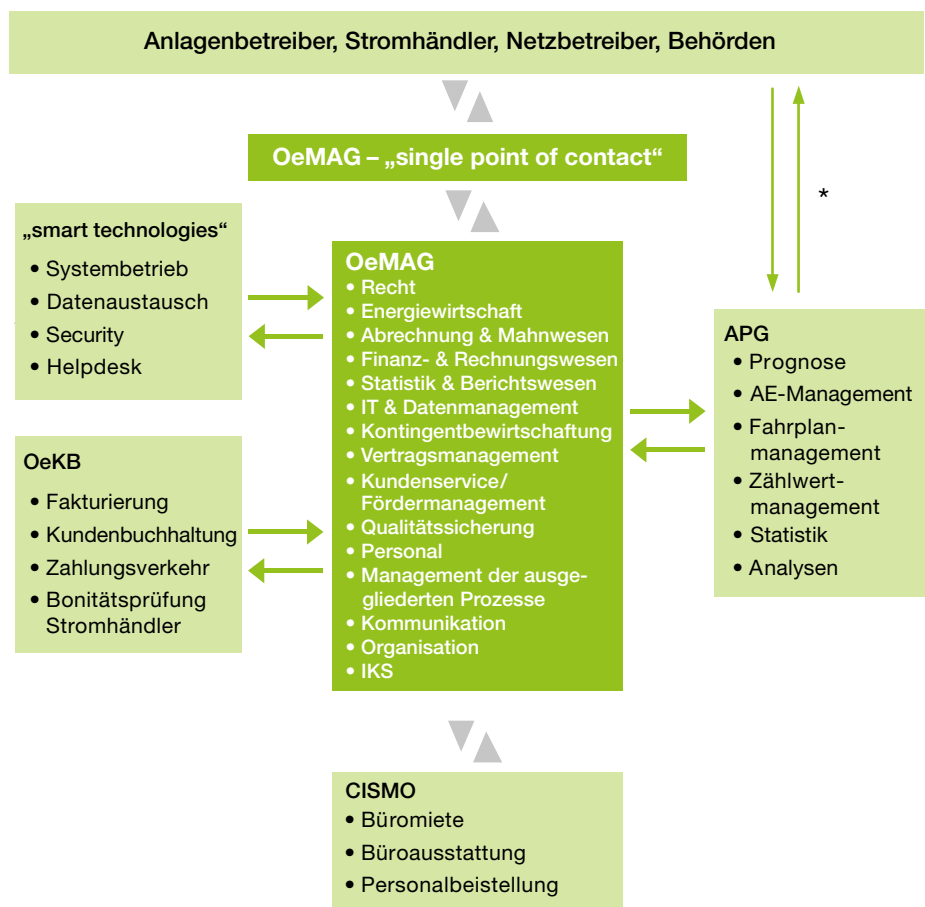 Anlagenbetreiber, Stromhändler, Netzbetreiber, Behörden
OeMAG – „single point of contact“
*
„smart technologies“
• Systembetrieb
• Datenaustausch
• Security
• Helpdesk
OeKB
• Fakturierung
• Kundenbuchhaltung
• Zahlungsverkehr
• Bonitätsprüfung
Stromhändler
OeMAG
• Recht
• Energiewirtschaft
• Abrechnung & Mahnwesen
• Finanz- & Rechnungswesen
• Statistik & Berichtswesen
• IT & Datenmanagement
• Kontingentbewirtschaftung
• Vertragsmanagement
• Kundenservice/
Fördermanagement
• Qualitätssicherung
• Personal
• Management der ausge-
gliederten Prozesse
• Kommunikation
• Organisation
• IKS
APG
• Prognose
• AE-Management
• Fahrplan-
management
• Zählwert-
management
• Statistik
• Analysen
CISMO
• Büromiete
• Büroausstattung
• Personalbeistellung